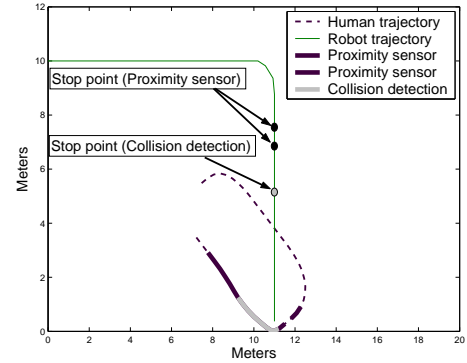 12
10
8
6
4
2
0
0 2 4 6 8 10 12 14 16 18 20
Meters
Meters
Human trajectory
Robot trajectory
Proximity sensor
Proximity sensor
Collision detection
Stop point (Proximity sensor)
Stop point (Collision detection)